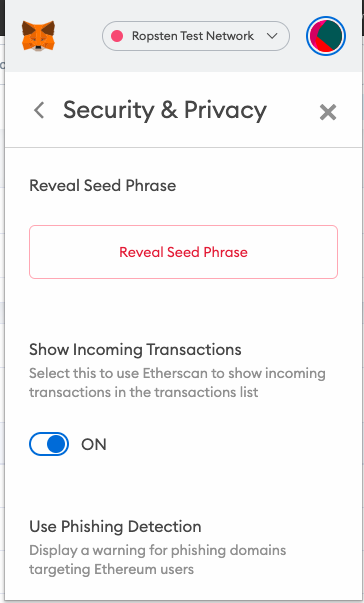 Ropsten Test Network
Security & Privacy
Reveal Seed Phrase
Reveal Seed Phrase
Show Incoming Transactions
Select this to use Etherscan to show incoming
transactions in the transactions list
ON
Use Phishing Detection
Display a warning for phishing domains
targeting Ethereum users